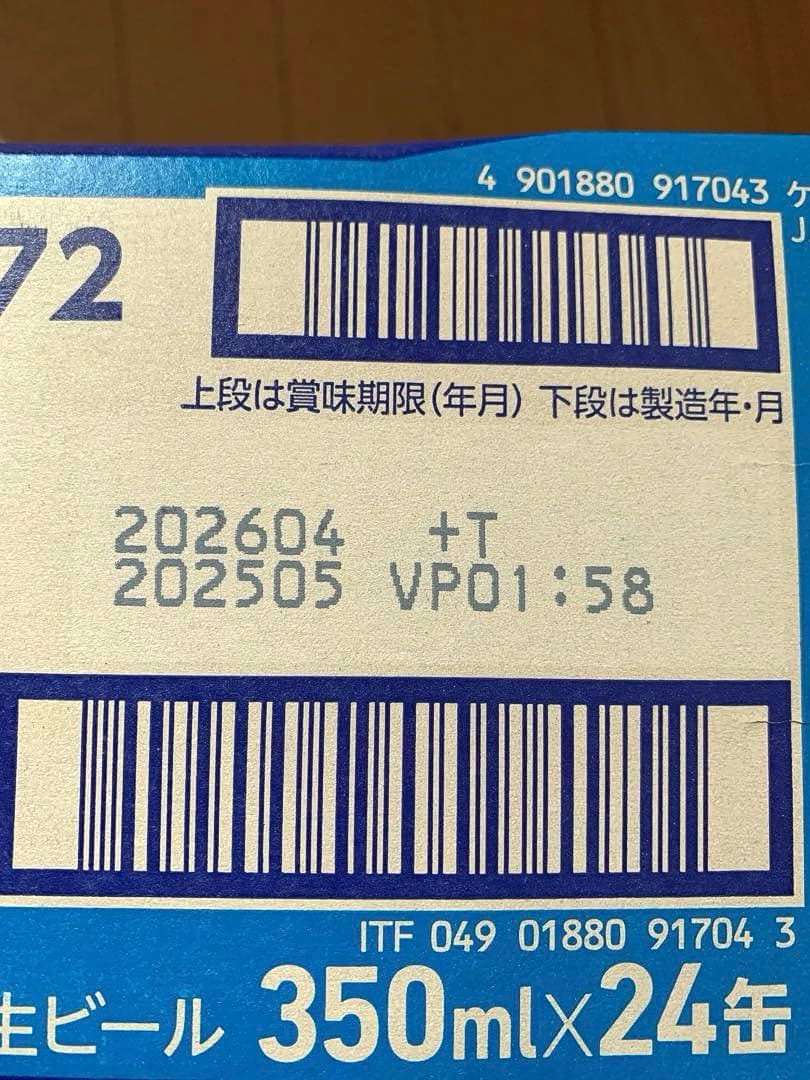 4 901880 917043 ケ
J
72
上段は賞味期限(年月) 下段は製造年・月
202604 +T
202505 VP01:58
ITF 049 01880 91704 3
生ビール 350ml×24缶